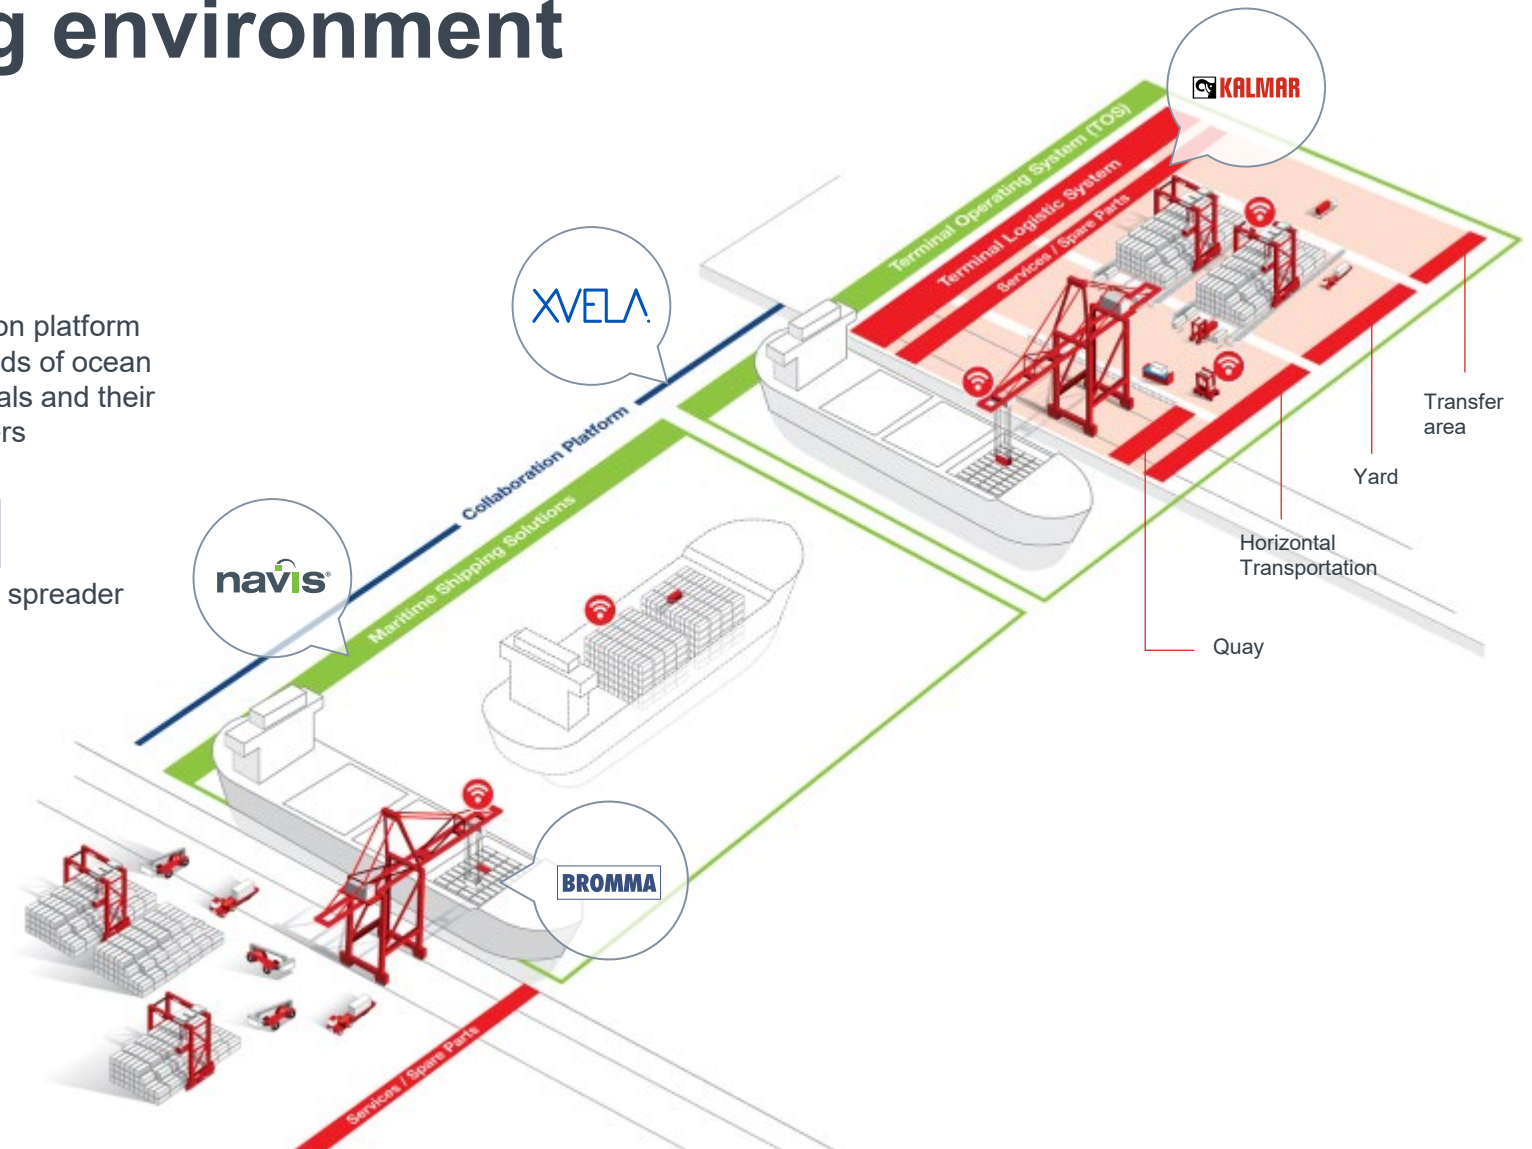 g environment
KALMAR
Terminal Operating System (TOS)
Terminal Logistic System
Services / Spare Parts
XVELA
on platform
ds of ocean
als and their
ers
Collaboration Platform
Maritime Shipping Solutions
navis
spreader
BROMMA
Transfer
area
Yard
Horizontal
Transportation
Quay
Services / Spare Parts